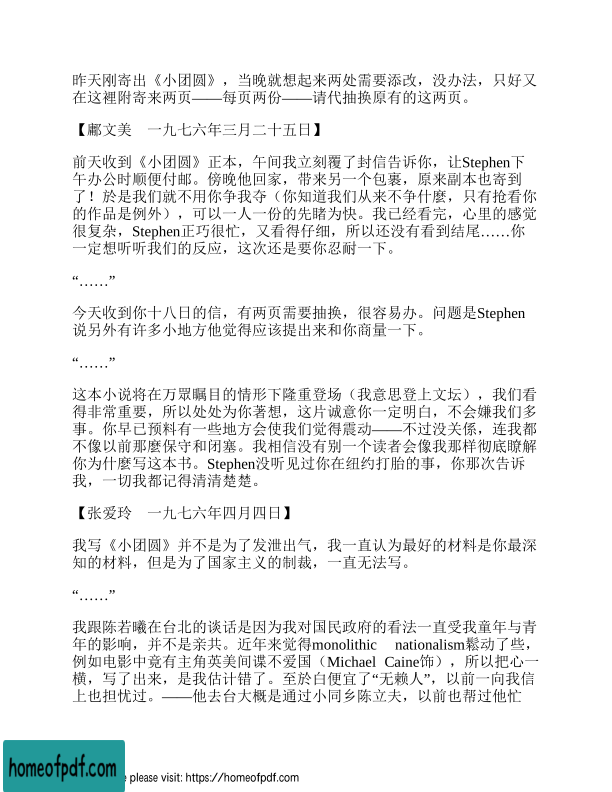 昨天刚寄出《小团圆》，当晚就想起来两处需要添改，没办法，只好又
在这裡附寄来两页——每页两份——请代抽换原有的这两页。
【鄺文美　一九七六年三月二十五日】
前天收到《小团圆》正本，午间我立刻覆了封信告诉你，让Stephen下
午办公时顺便付邮。傍晚他回家，带来另一个包裹，原来副本也寄到
了！於是我们就不用你争我夺（你知道我们从来不争什麼，只有抢看你
的作品是例外），可以一人一份的先睹为快。我已经看完，心里的感觉
很复杂，Stephen正巧很忙，又看得仔细，所以还没有看到结尾……你
一定想听听我们的反应，这次还是要你忍耐一下。
“……”
今天收到你十八日的信，有两页需要抽换，很容易办。问题是Stephen
说另外有许多小地方他觉得应该提出来和你商量一下。
“……”
这本小说将在万眾瞩目的情形下隆重登场（我意思登上文坛），我们看
得非常重要，所以处处为你著想，这片诚意你一定明白，不会嫌我们多
事。你早已预料有一些地方会使我们觉得震动——不过没关係，连我都
不像以前那麼保守和闭塞。我相信没有别一个读者会像我那样彻底瞭解
你为什麼写这本书。Stephen没听见过你在纽约打胎的事，你那次告诉
我，一切我都记得清清楚楚。
【张爱玲　一九七六年四月四日】
我写《小团圆》并不是为了发泄出气，我一直认为最好的材料是你最深
知的材料，但是为了国家主义的制裁，一直无法写。
“……”
我跟陈若曦在台北的谈话是因为我对国民政府的看法一直受我童年与青
年的影响，并不是亲共。近年来觉得monolithic nationalism鬆动了些，
例如电影中竟有主角英美间谍不爱国（Michael Caine饰），所以把心一
横，写了出来，是我估计错了。至於白便宜了“无赖人”，以前一向我信
上也担忧过。——他去台大概是通过小同乡陈立夫，以前也帮过他忙
homeofpdf.com
e please visit: https://homeofpdf.com